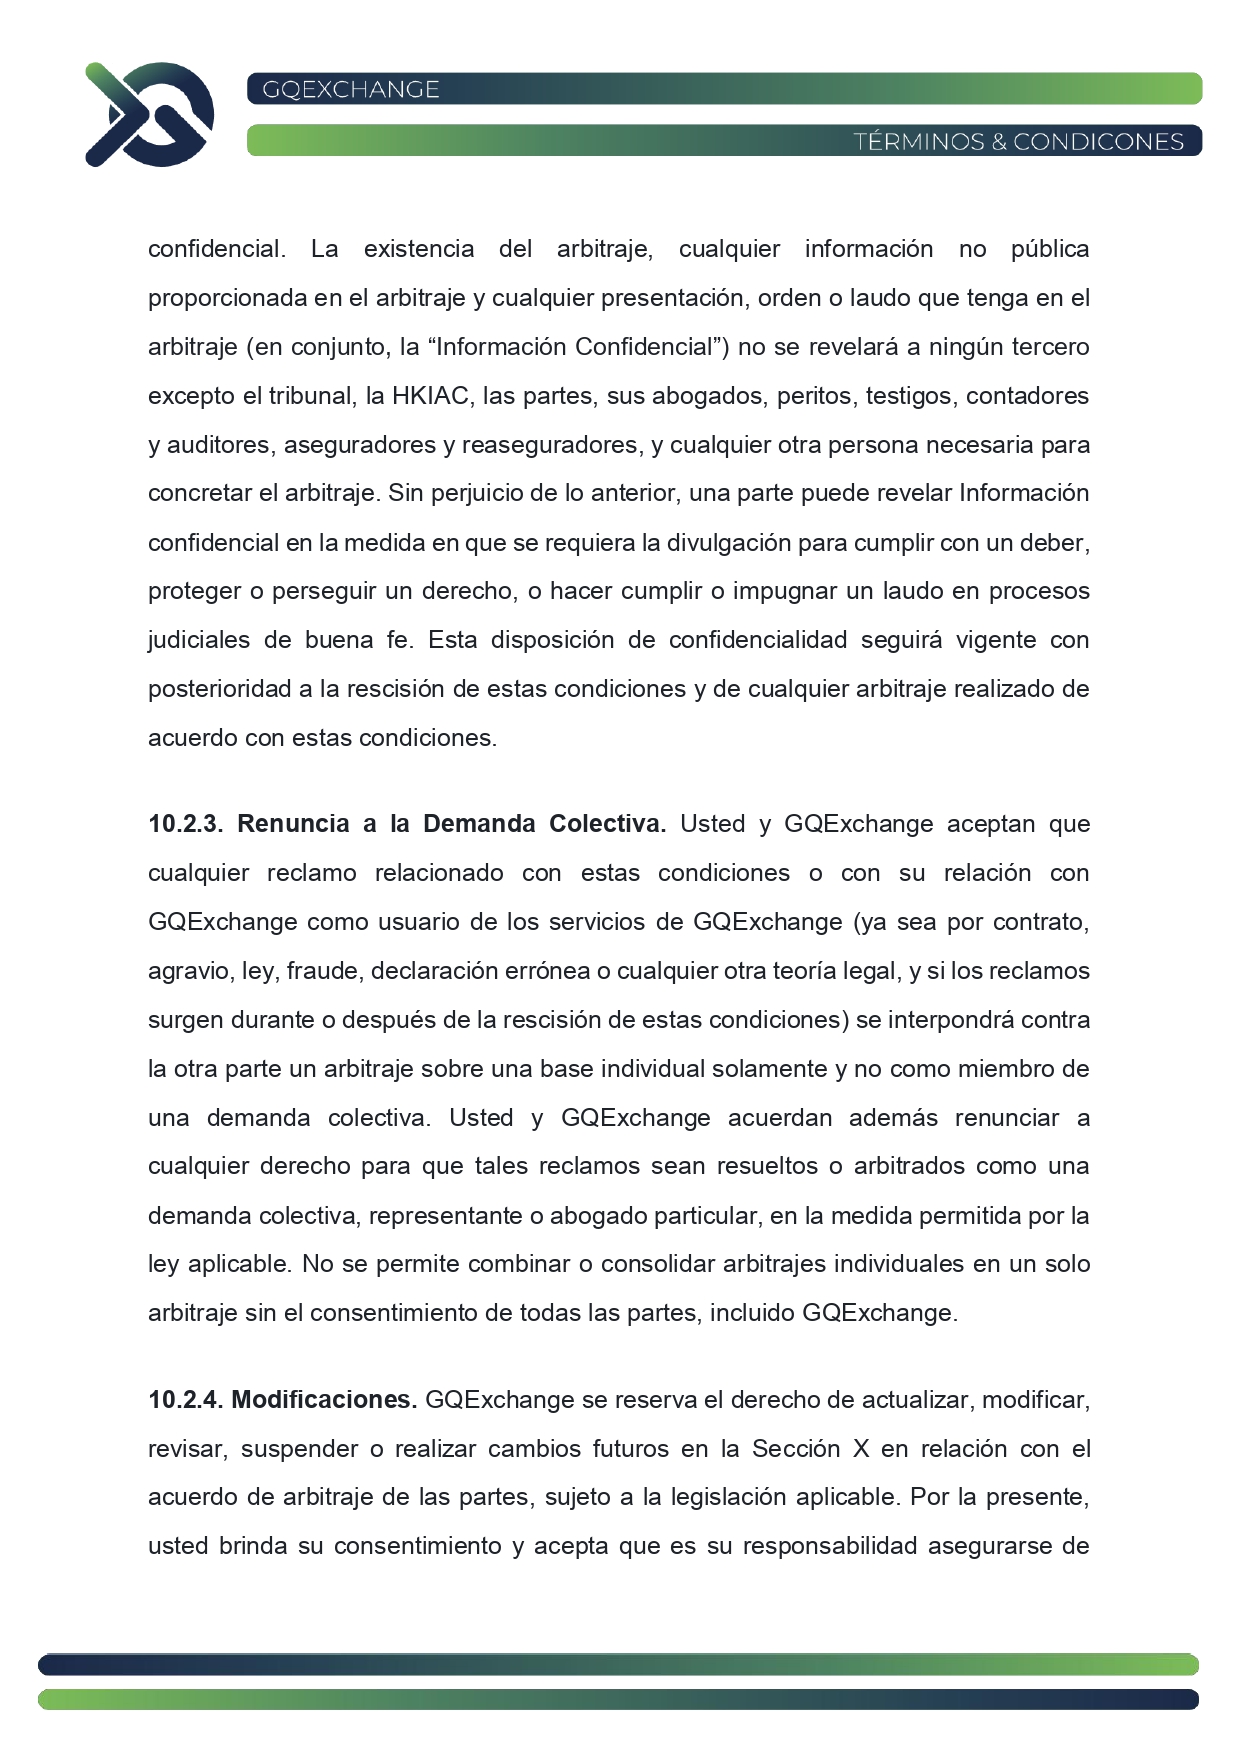 GQEXCHANGE
TÉRMINOS & CONDICONES
confidencial. La existencia del arbitraje, cualquier información no pública
proporcionada en el arbitraje y cualquier presentación, orden o laudo que tenga en el
arbitraje (en conjunto, la “Información Confidencial”) no se revelará a ningún tercero
excepto el tribunal, la HKIAC, las partes, sus abogados, peritos, testigos, contadores
y auditores, aseguradores y reaseguradores, y cualquier otra persona necesaria para
concretar el arbitraje. Sin perjuicio de lo anterior, una parte puede revelar Información
confidencial en la medida en que se requiera la divulgación para cumplir con un deber,
proteger o perseguir un derecho, o hacer cumplir o impugnar un laudo en procesos
judiciales de buena fe. Esta disposición de confidencialidad seguirá vigente con
posterioridad a la rescisión de estas condiciones y de cualquier arbitraje realizado de
acuerdo con estas condiciones.
10.2.3. Renuncia a la Demanda Colectiva. Usted y GQExchange aceptan que
cualquier reclamo relacionado con estas condiciones o con su relación con
GQExchange como usuario de los servicios de GQExchange (ya sea por contrato,
agravio, ley, fraude, declaración errónea o cualquier otra teoría legal, y si los reclamos
surgen durante o después de la rescisión de estas condiciones) se interpondrá contra
la otra parte un arbitraje sobre una base individual solamente y no como miembro de
una demanda colectiva. Usted y GQExchange acuerdan además renunciar a
cualquier derecho para que tales reclamos sean resueltos o arbitrados como una
demanda colectiva, representante o abogado particular, en la medida permitida por la
ley aplicable. No se permite combinar o consolidar arbitrajes individuales en un solo
arbitraje sin el consentimiento de todas las partes, incluido GQExchange.
10.2.4. Modificaciones. GQExchange se reserva el derecho de actualizar, modificar,
revisar, suspender o realizar cambios futuros en la Sección X en relación con el
acuerdo de arbitraje de las partes, sujeto a la legislación aplicable. Por la presente,
usted brinda su consentimiento y acepta que es su responsabilidad asegurarse de